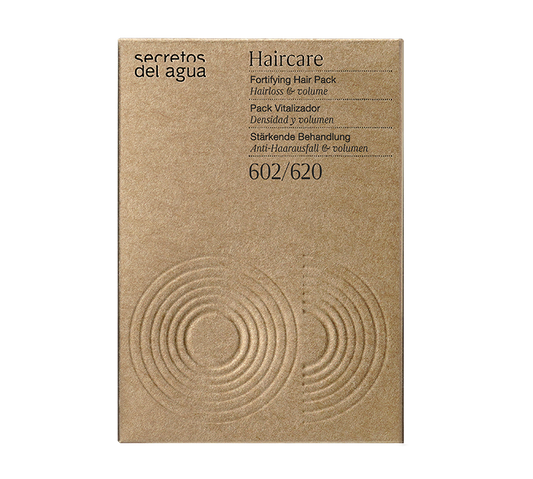 secretos
del agua
Haircare
Fortifying Hair Pack
Hairloss & volume
Pack Vitalizador
Densidad y volumen
Stärkende Behandlung
Anti-Haarausfall & volumen
602/620